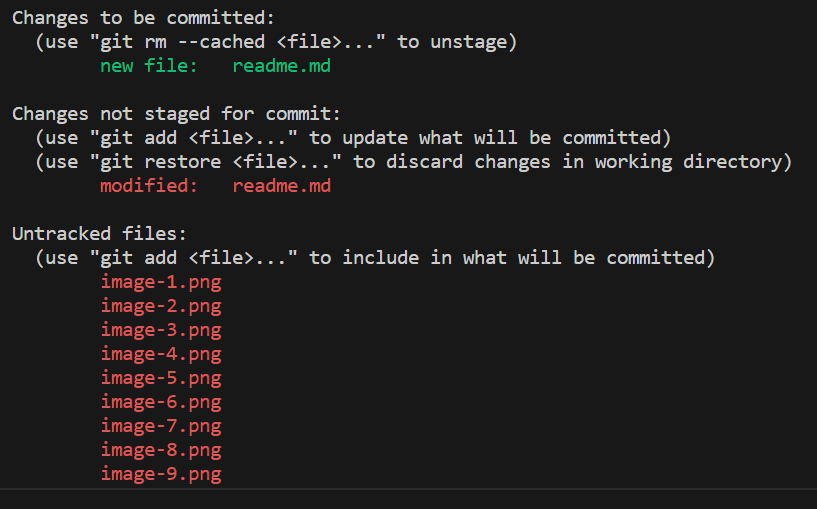 Changes to be committed:
  (use "git rm --cached <file>..." to unstage)
        new file:   readme.md

Changes not staged for commit:
  (use "git add <file>..." to update what will be committed)
  (use "git restore <file>..." to discard changes in working directory)
        modified:   readme.md

Untracked files:
  (use "git add <file>..." to include in what will be committed)
        image-1.png
        image-2.png
        image-3.png
        image-4.png
        image-5.png
        image-6.png
        image-7.png
        image-8.png
        image-9.png